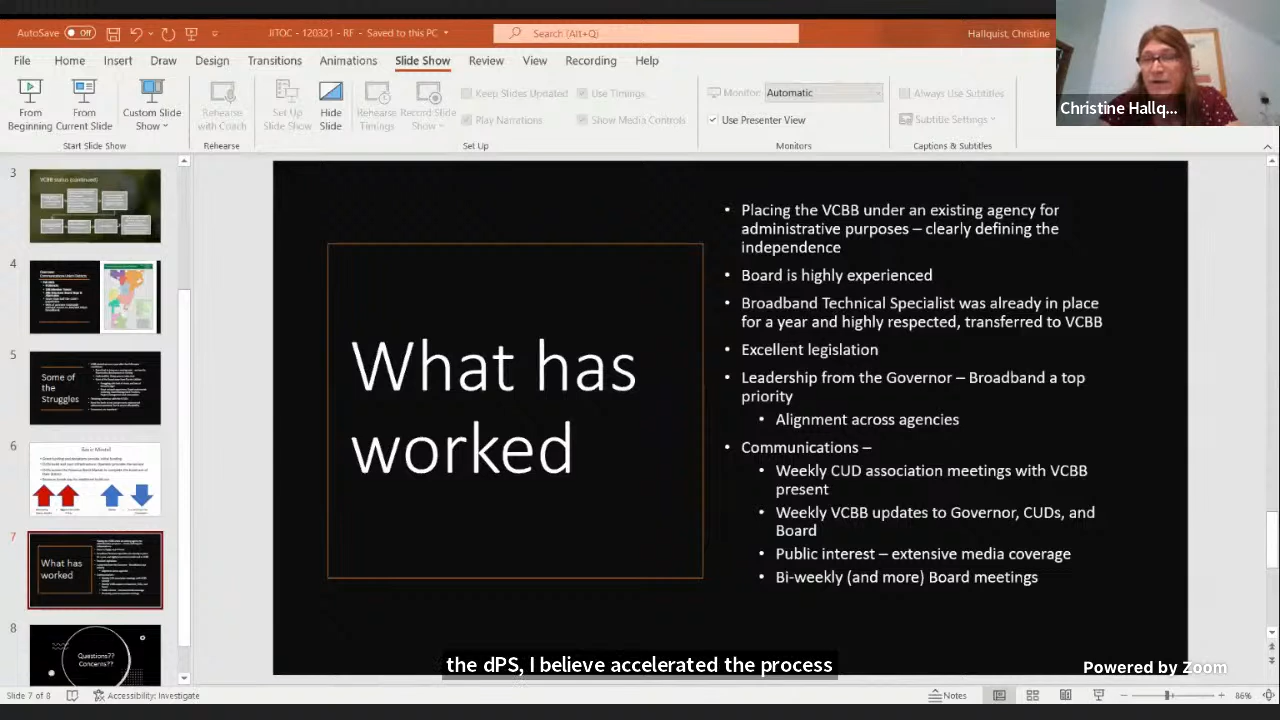 AutoSave Off JITOC - 120321 - RF - Saved to this PC Search (Alt+Q) Hallquist, Christine
File Home Insert Draw Design Transitions Animations Slide Show Review View Recording Help
From Beginning
From Current Slide
Custom Slide Show
Rehearse with Coach
Set Up Slide Show
Hide Slide
Rehearse Timings
Record Slide Show
Keep Slides Updated
Use Timings
Play Narrations
Show Media Controls
Monitor: Automatic
Use Presenter View
Always Use Subtitles
Subtitle Settings
Start Slide Show Rehearse Set Up Monitors Captions & Subtitles
Christine Hallq...
3
VCBB status (continued)
4
5
Some of
the
Struggles
6
7
What has
worked
8
Questions??
Concerns??
What has
worked
• Placing the VCBB under an existing agency for
administrative purposes – clearly defining the
independence
• Board is highly experienced
• Broadband Technical Specialist was already in place
for a year and highly respected, transferred to VCBB
• Excellent legislation
• Leadership from the Governor – Broadband a top
priority
• Alignment across agencies
• Communications –
• Weekly CUD association meetings with VCBB
present
• Weekly VCBB updates to Governor, CUDs, and
Board
• Public interest – extensive media coverage
• Bi-weekly (and more) Board meetings
the dPS, I believe accelerated the process
Powered by Zoom
Slide 7 of 8 Accessibility: Investigate Notes 86%